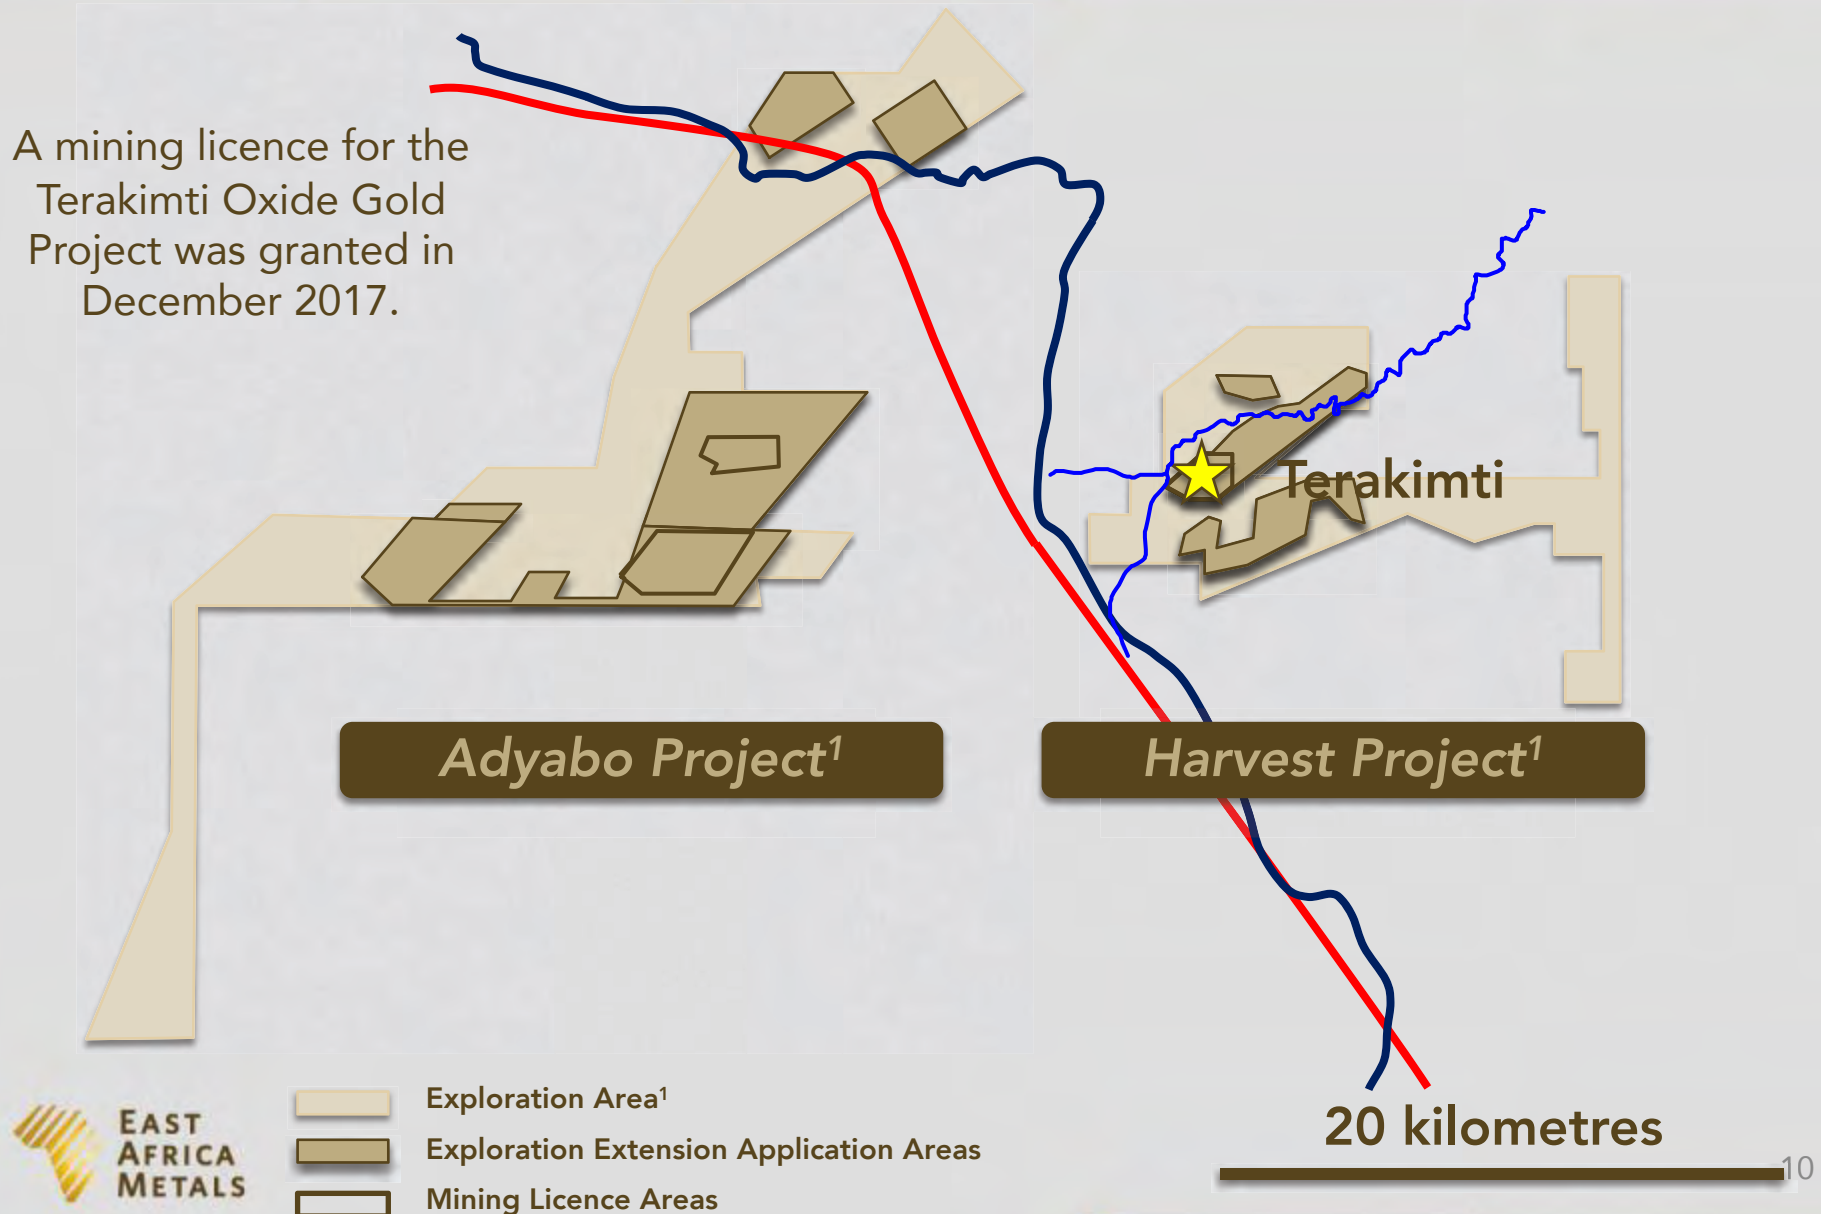 A mining licence for the
Terakimti Oxide Gold
Project was granted in
December 2017.
Terakimti
Adyabo Project¹
Harvest Project¹
EAST
AFRICA
METALS
Exploration Area¹
Exploration Extension Application Areas
Mining Licence Areas
20 kilometres
10